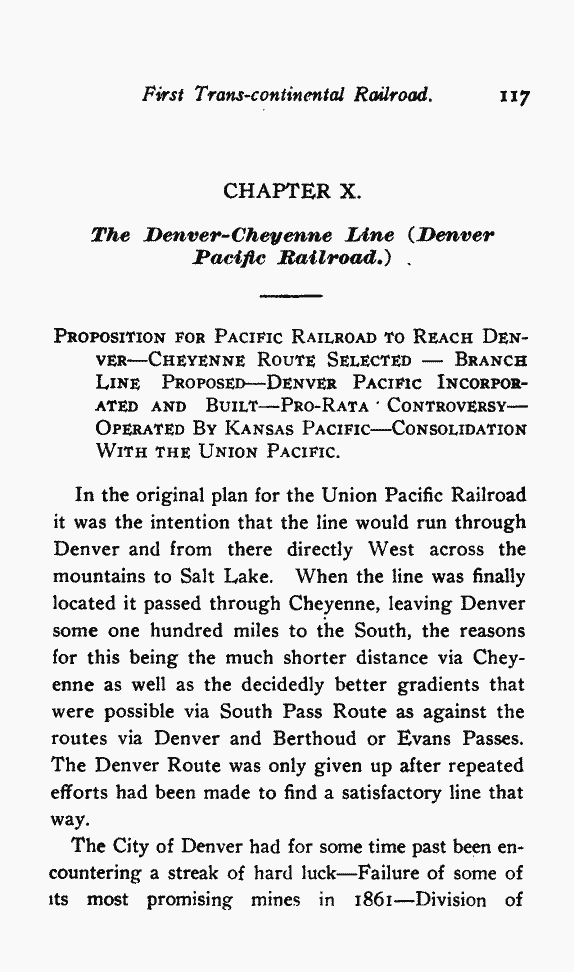 First Trans-continental Railroad. 117
CHAPTER X.
The Denver-Cheyenne Line (Denver
Pacific Railroad.)
PROPOSITION FOR PACIFIC RAILROAD TO REACH DEN-
VER—CHEYENNE ROUTE SELECTED — BRANCH
LINE PROPOSED—DENVER PACIFIC INCORPOR-
ATED AND BUILT—PRO-RATA CONTROVERSY—
OPERATED BY KANSAS PACIFIC—CONSOLIDATION
WITH THE UNION PACIFIC.
In the original plan for the Union Pacific Railroad
it was the intention that the line would run through
Denver and from there directly West across the
mountains to Salt Lake. When the line was finally
located it passed through Cheyenne, leaving Denver
some one hundred miles to the South, the reasons
for this being the much shorter distance via Chey-
enne as well as the decidedly better gradients that
were possible via South Pass Route as against the
routes via Denver and Berthoud or Evans Passes.
The Denver Route was only given up after repeated
efforts had been made to find a satisfactory line that
way.
The City of Denver had for some time past been en-
countering a streak of hard luck—Failure of some of
its most promising mines in 1861—Division of